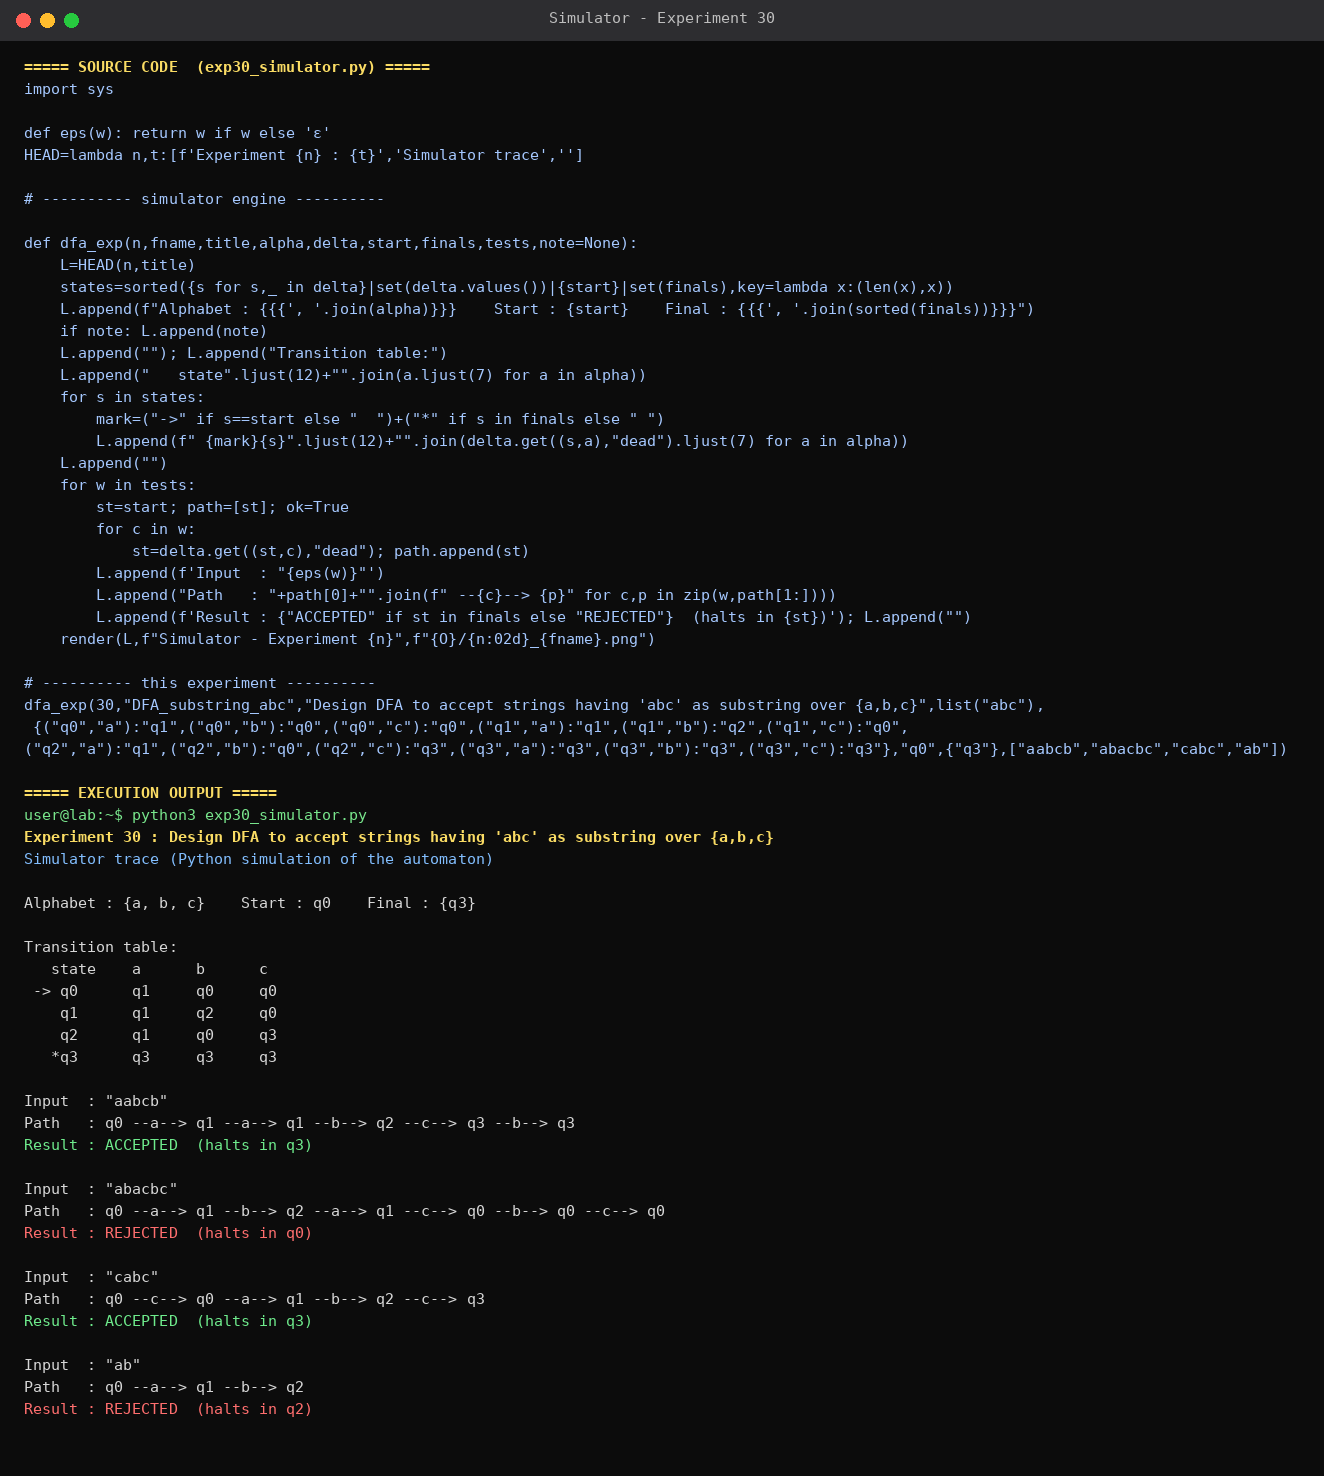 Simulator - Experiment 30
===== SOURCE CODE  (exp30_simulator.py) =====
import sys

def eps(w): return w if w else 'ε'
HEAD=lambda n,t:[f'Experiment {n} : {t}','Simulator trace','']

# ---------- simulator engine ----------

def dfa_exp(n,fname,title,alpha,delta,start,finals,tests,note=None):
    L=HEAD(n,title)
    states=sorted({s for s,_ in delta}|set(delta.values())|{start}|set(finals),key=lambda x:(len(x),x))
    L.append(f"Alphabet : {{{', '.join(alpha)}}}    Start : {start}    Final : {{{', '.join(sorted(finals))}}}")
    if note: L.append(note)
    L.append(""); L.append("Transition table:")
    L.append("   state".ljust(12)+"".join(a.ljust(7) for a in alpha))
    for s in states:
        mark=("->" if s==start else "  ")+("*" if s in finals else " ")
        L.append(f" {mark}{s}".ljust(12)+"".join(delta.get((s,a),"dead").ljust(7) for a in alpha))
    L.append("")
    for w in tests:
        st=start; path=[st]; ok=True
        for c in w:
            st=delta.get((st,c),"dead"); path.append(st)
        L.append(f'Input  : "{eps(w)}"')
        L.append("Path   : "+path[0]+"".join(f" --{c}--> {p}" for c,p in zip(w,path[1:])))
        L.append(f'Result : {"ACCEPTED" if st in finals else "REJECTED"}  (halts in {st})'); L.append("")
    render(L,f"Simulator - Experiment {n}",f"{O}/{n:02d}_{fname}.png")

# ---------- this experiment ----------
dfa_exp(30,"DFA_substring_abc","Design DFA to accept strings having 'abc' as substring over {a,b,c}",list("abc"),
 {("q0","a"):"q1",("q0","b"):"q0",("q0","c"):"q0",("q1","a"):"q1",("q1","b"):"q2",("q1","c"):"q0",
("q2","a"):"q1",("q2","b"):"q0",("q2","c"):"q3",("q3","a"):"q3",("q3","b"):"q3",("q3","c"):"q3"},"q0",{"q3"},["aabcb","abacbc","cabc","ab"])

===== EXECUTION OUTPUT =====
user@lab:~$ python3 exp30_simulator.py
Experiment 30 : Design DFA to accept strings having 'abc' as substring over {a,b,c}
Simulator trace (Python simulation of the automaton)

Alphabet : {a, b, c}    Start : q0    Final : {q3}

Transition table:
   state    a      b      c
 -> q0      q1     q0     q0
    q1      q1     q2     q0
    q2      q1     q0     q3
   *q3      q3     q3     q3

Input  : "aabcb"
Path   : q0 --a--> q1 --a--> q1 --b--> q2 --c--> q3 --b--> q3
Result : ACCEPTED  (halts in q3)

Input  : "abacbc"
Path   : q0 --a--> q1 --b--> q2 --a--> q1 --c--> q0 --b--> q0 --c--> q0
Result : REJECTED  (halts in q0)

Input  : "cabc"
Path   : q0 --c--> q0 --a--> q1 --b--> q2 --c--> q3
Result : ACCEPTED  (halts in q3)

Input  : "ab"
Path   : q0 --a--> q1 --b--> q2
Result : REJECTED  (halts in q2)